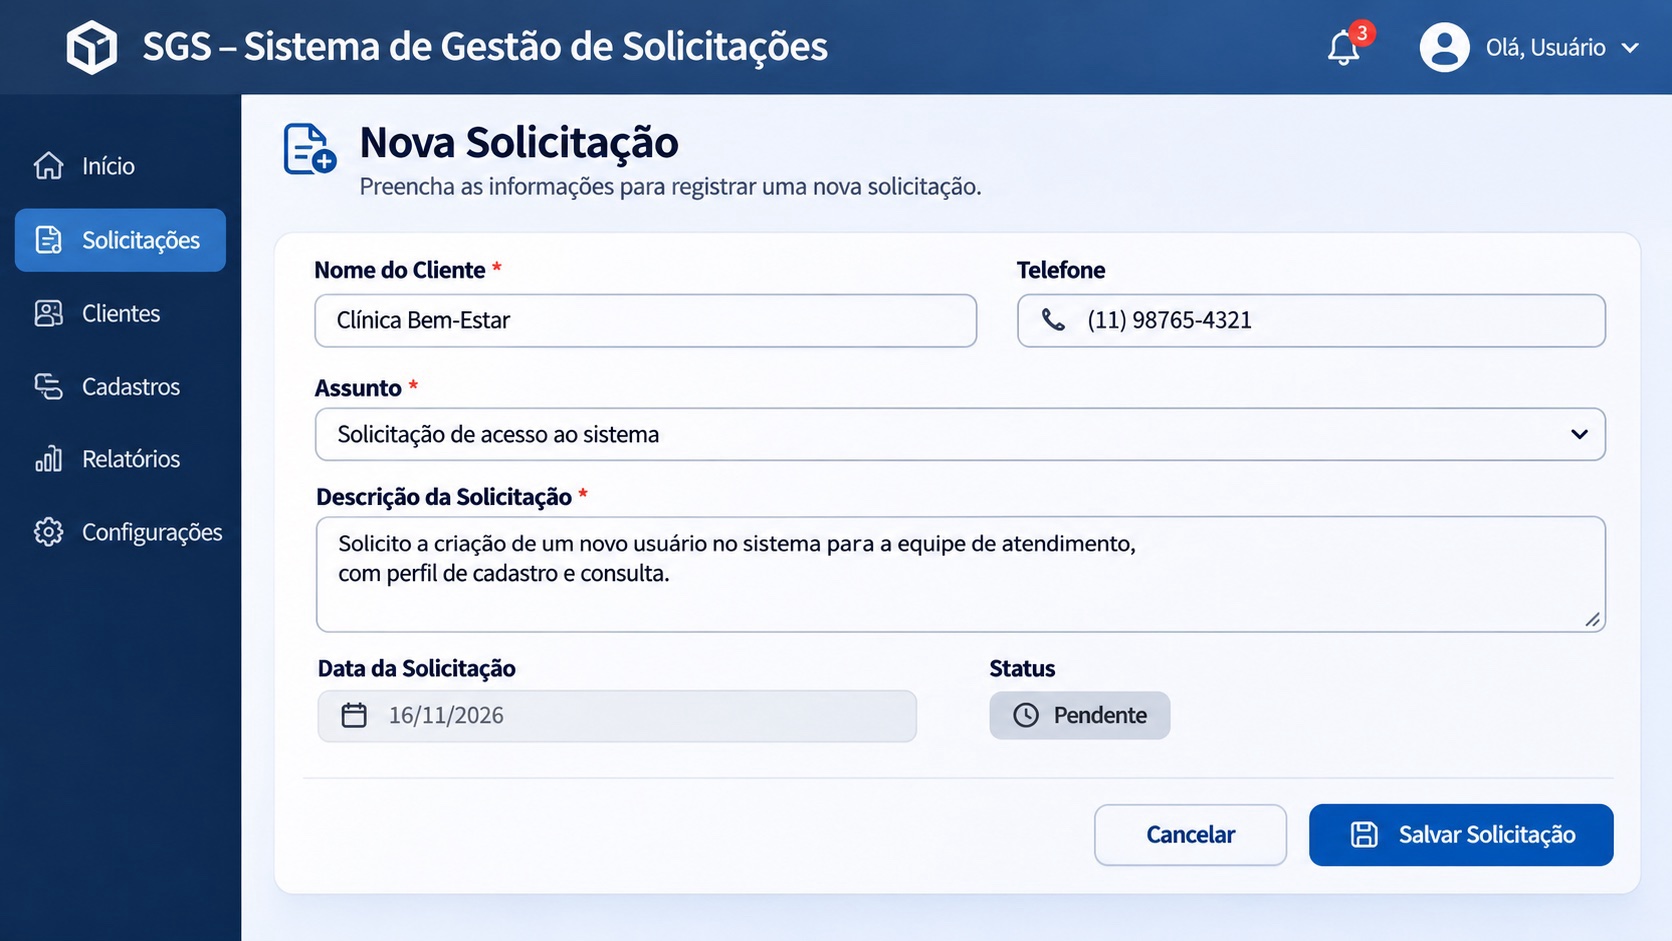 SGS – Sistema de Gestão de Solicitações
3
Olá, Usuário
Início
Solicitações
Clientes
Cadastros
Relatórios
Configurações
Nova Solicitação
Preencha as informações para registrar uma nova solicitação.
Nome do Cliente *
Clínica Bem-Estar
Telefone
(11) 98765-4321
Assunto *
Solicitação de acesso ao sistema
Descrição da Solicitação *
Solicito a criação de um novo usuário no sistema para a equipe de atendimento,
com perfil de cadastro e consulta.
Data da Solicitação
16/11/2026
Status
Pendente
Cancelar
Salvar Solicitação